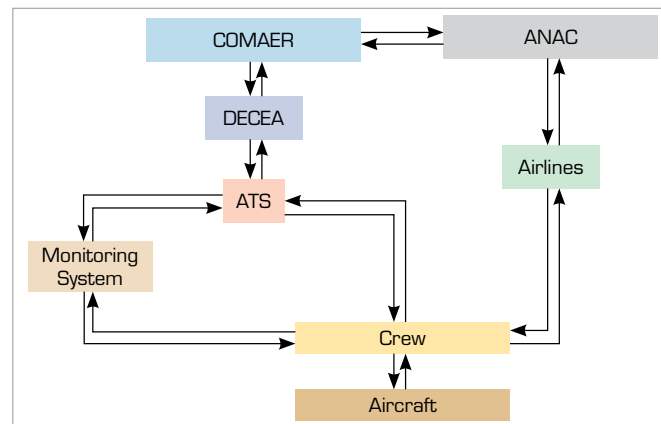 COMAER
ANAC
DECEA
Airlines
ATS
Monitoring
System
Crew
Aircraft